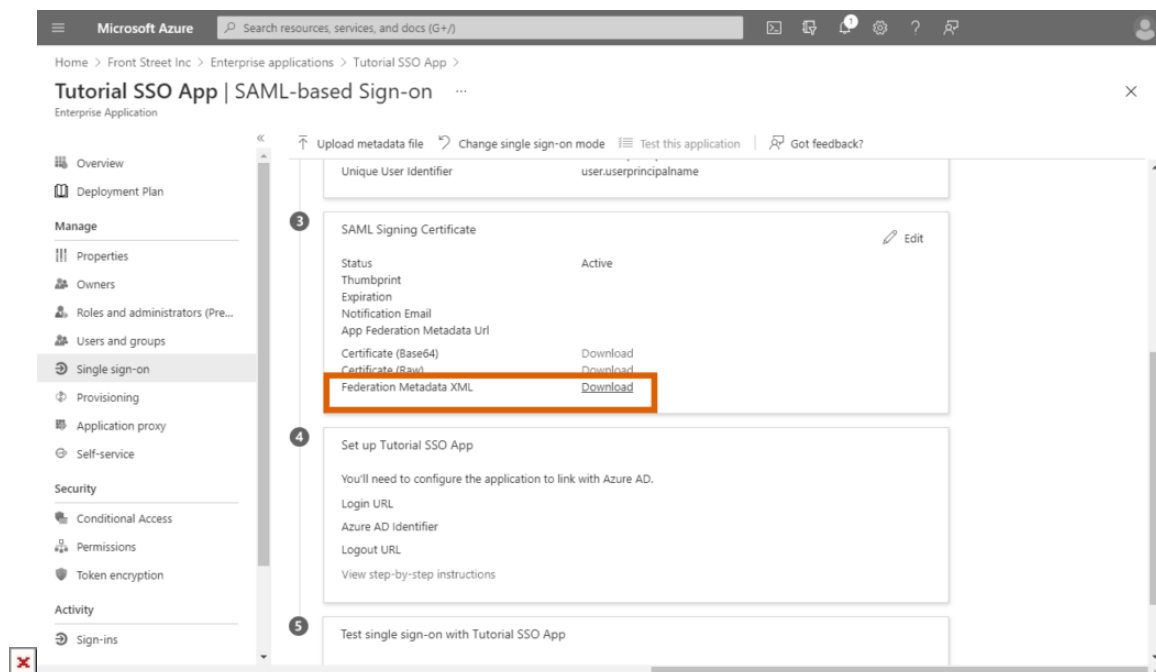 Microsoft Azure
Search resources, services, and docs (G+/)
1
Home > Front Street Inc > Enterprise applications > Tutorial SSO App >
Tutorial SSO App | SAML-based Sign-on ...
Enterprise Application
Upload metadata file
Change single sign-on mode
Test this application
Got feedback?
Overview
Deployment Plan
Manage
Properties
Owners
Roles and administrators (Pre...
Users and groups
Single sign-on
Provisioning
Application proxy
Self-service
Security
Conditional Access
Permissions
Token encryption
Activity
Sign-ins
Unique User Identifier user.userprincipalname
3
SAML Signing Certificate
Edit
Status Active
Thumbprint
Expiration
Notification Email
App Federation Metadata Url
Certificate (Base64) Download
Certificate (Raw) Download
Federation Metadata XML Download
4
Set up Tutorial SSO App
You'll need to configure the application to link with Azure AD.
Login URL
Azure AD Identifier
Logout URL
View step-by-step instructions
5
Test single sign-on with Tutorial SSO App